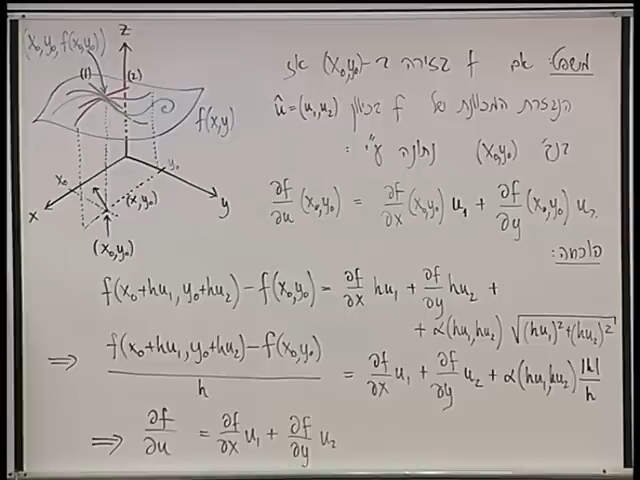 (x₀,y₀,f(x₀,y₀))
z
(1)
(2)
f(x,y)
x₀
y₀
(x,y₀)
x
y
(x₀,y₀)
משפט: אם f גזירה ב-(x₀,y₀) אז
הנגזרת המכוונת של f בכיוון û=(u₁,u₂)
בנק' (x₀,y₀) נתונה ע"י:
∂f/∂u (x₀,y₀) = ∂f/∂x (x₀,y₀) u₁ + ∂f/∂y (x₀,y₀) u₂
הוכחה:
f(x₀+hu₁, y₀+hu₂) - f(x₀,y₀) = ∂f/∂x hu₁ + ∂f/∂y hu₂ +
+ α(hu₁,hu₂) √((hu₁)²+(hu₂)²)
⟹ (f(x₀+hu₁, y₀+hu₂) - f(x₀,y₀))/h = ∂f/∂x u₁ + ∂f/∂y u₂ + α(hu₁,hu₂) |h|/h
⟹ ∂f/∂u = ∂f/∂x u₁ + ∂f/∂y u₂